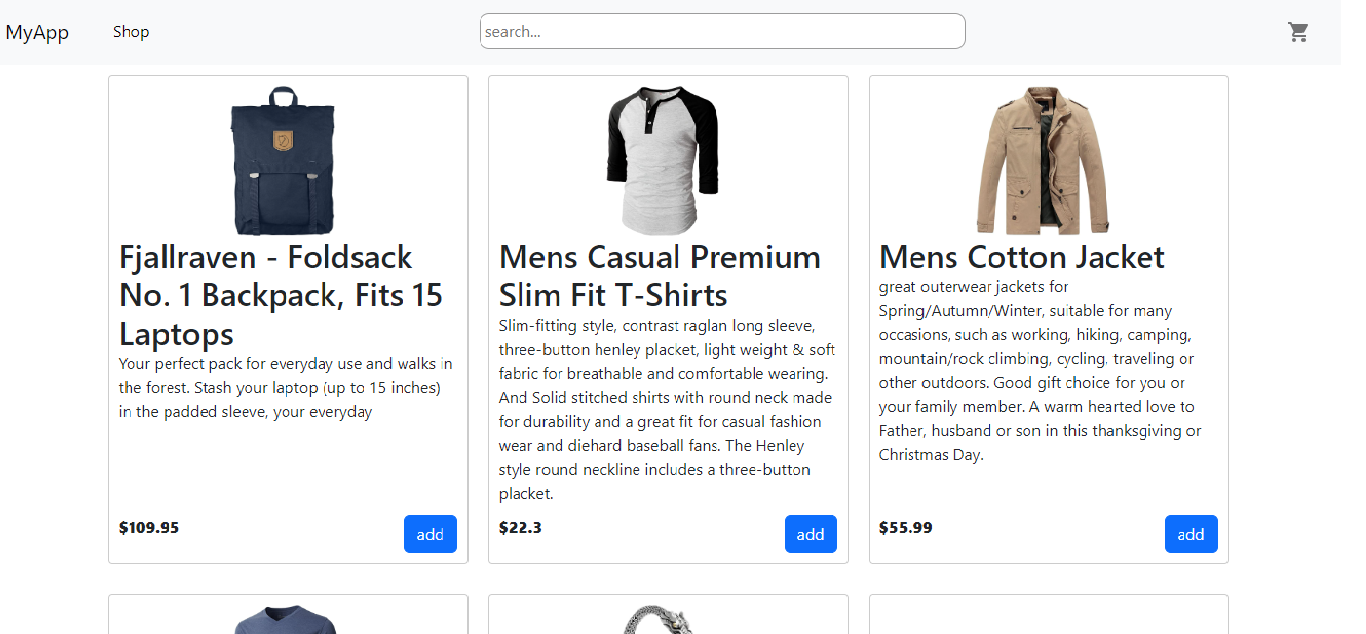 MyApp
Shop
search...
Fjallraven - Foldsack
No. 1 Backpack, Fits 15
Laptops
Your perfect pack for everyday use and walks in
the forest. Stash your laptop (up to 15 inches)
in the padded sleeve, your everyday
$109.95
add
Mens Casual Premium
Slim Fit T-Shirts
Slim-fitting style, contrast raglan long sleeve,
three-button henley placket, light weight & soft
fabric for breathable and comfortable wearing.
And Solid stitched shirts with round neck made
for durability and a great fit for casual fashion
wear and diehard baseball fans. The Henley
style round neckline includes a three-button
placket.
$22.3
add
Mens Cotton Jacket
great outerwear jackets for
Spring/Autumn/Winter, suitable for many
occasions, such as working, hiking, camping,
mountain/rock climbing, cycling, traveling or
other outdoors. Good gift choice for you or
your family member. A warm hearted love to
Father, husband or son in this thanksgiving or
Christmas Day.
$55.99
add